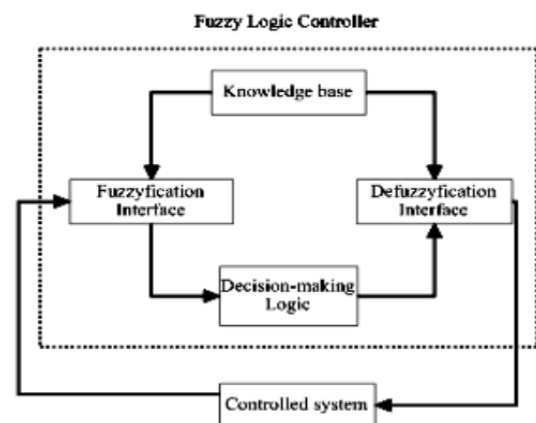 Fuzzy Logic Controller
Knowledge base
Fuzzyfication
Interface
Defuzzyfication
Interface
Decision-making
Logic
Controlled system